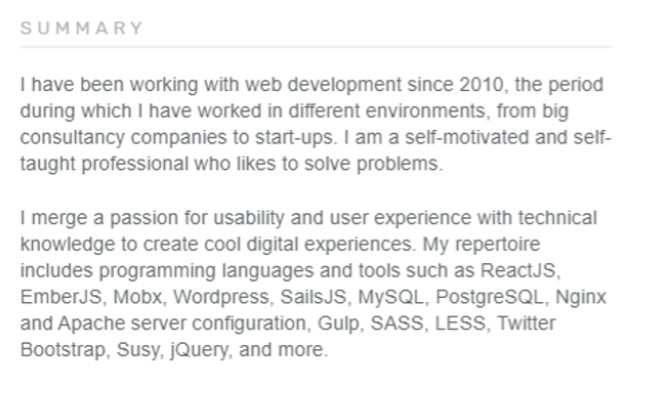 SUMMARY
I have been working with web development since 2010, the period
during which I have worked in different environments, from big
consultancy companies to start-ups. I am a self-motivated and self-
taught professional who likes to solve problems.
I merge a passion for usability and user experience with technical
knowledge to create cool digital experiences. My repertoire
includes programming languages and tools such as ReactJS,
EmberJS, Mobx, Wordpress, SailsJS, MySQL, PostgreSQL, Nginx
and Apache server configuration, Gulp, SASS, LESS, Twitter
Bootstrap, Susy, jQuery, and more.